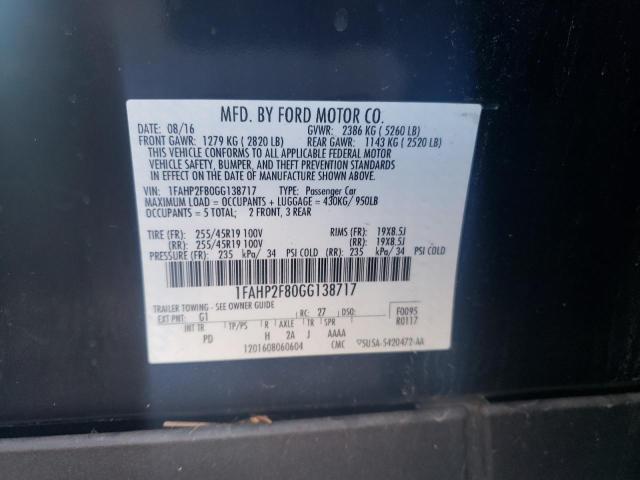 MFD. BY FORD MOTOR CO.
DATE: 08/16 GVWR: 2386 KG ( 5260 LB)
FRONT GAWR: 1279 KG ( 2820 LB) REAR GAWR: 1143 KG ( 2520 LB)
THIS VEHICLE CONFORMS TO ALL APPLICABLE FEDERAL MOTOR
VEHICLE SAFETY, BUMPER, AND THEFT PREVENTION STANDARDS
IN EFFECT ON THE DATE OF MANUFACTURE SHOWN ABOVE.
VIN: 1FAHP2F80GG138717 TYPE: Passenger Car
MAXIMUM LOAD = OCCUPANTS + LUGGAGE = 430KG/ 950LB
OCCUPANTS = 5 TOTAL; 2 FRONT, 3 REAR
TIRE (FR): 255/45R19 100V RIMS (FR): 19X8.5J
(RR): 255/45R19 100V (RR): 19X8.5J
PRESSURE (FR): 235 kPa/ 34 PSI COLD (RR): 235 kPa/ 34 PSI COLD
1FAHP2F80GG138717
TRAILER TOWING - SEE OWNER GUIDE
EXT PNT: G1 RC: 27 DSO: F0095
R0117
INT TR TP/PS R AXLE TR SPR
PD H 2A J AAAA
1201608060604 CMC 5U5A-5420472-AA